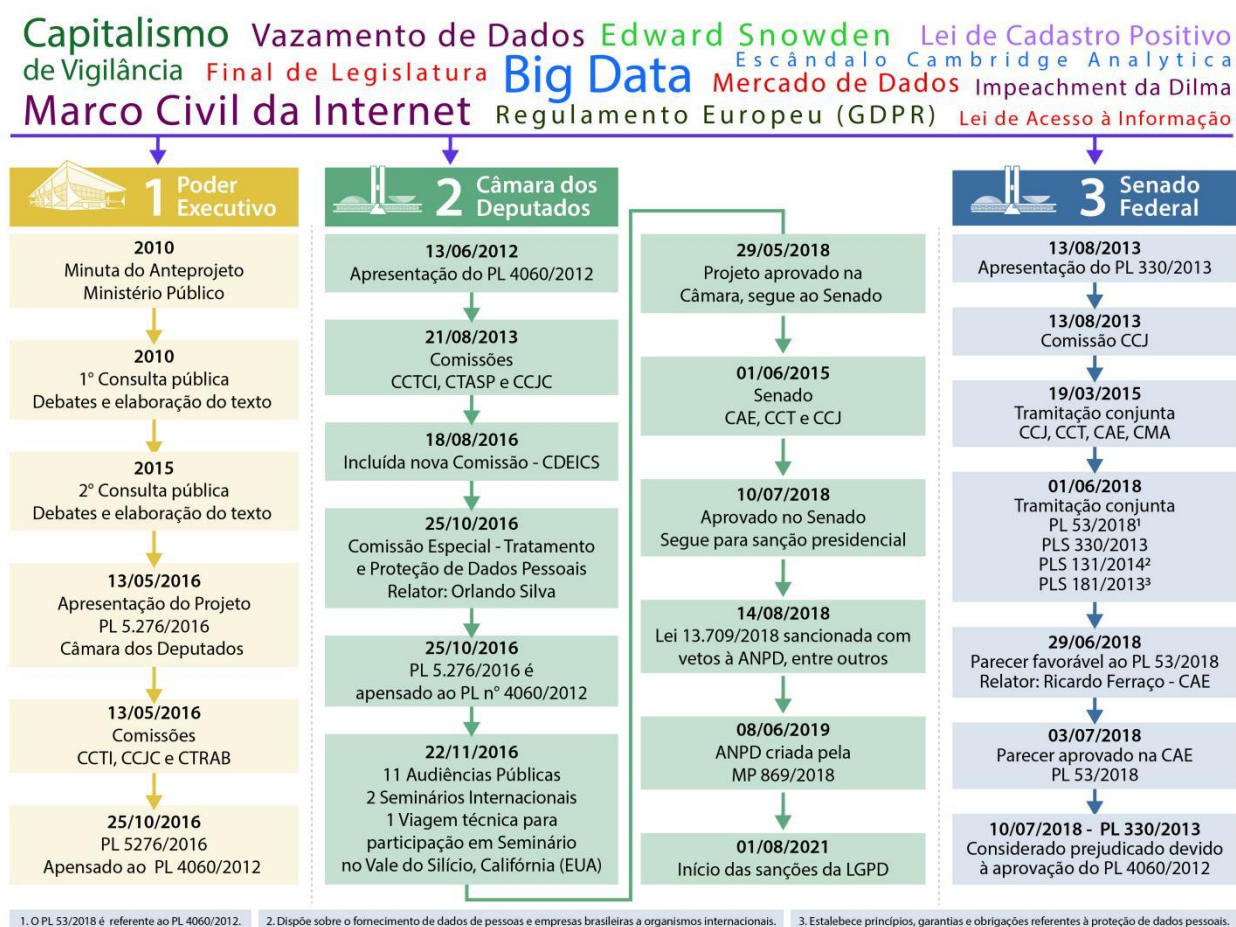 Capitalismo Vazamento de Dados Edward Snowden Lei de Cadastro Positivo
de Vigilância Final de Legislatura Big Data Escândalo Cambridge Analytica
Mercado de Dados Impeachment da Dilma
Marco Civil da Internet Regulamento Europeu (GDPR) Lei de Acesso à Informação
1 Poder
Executivo
2010
Minuta do Anteprojeto
Ministério Público
2010
1° Consulta pública
Debates e elaboração do texto
2015
2° Consulta pública
Debates e elaboração do texto
13/05/2016
Apresentação do Projeto
PL 5.276/2016
Câmara dos Deputados
13/05/2016
Comissões
CCTI, CCJC e CTRAB
25/10/2016
PL 5276/2016
Apensado ao PL 4060/2012
2 Câmara dos
Deputados
13/06/2012
Apresentação do PL 4060/2012
21/08/2013
Comissões
CCTCI, CTASP e CCJC
18/08/2016
Incluída nova Comissão - CDEICS
25/10/2016
Comissão Especial - Tratamento
e Proteção de Dados Pessoais
Relator: Orlando Silva
25/10/2016
PL 5.276/2016 é
apensado ao PL n° 4060/2012
22/11/2016
11 Audiências Públicas
2 Seminários Internacionais
1 Viagem técnica para
participação em Seminário
no Vale do Silício, Califórnia (EUA)
29/05/2018
Projeto aprovado na
Câmara, segue ao Senado
01/06/2015
Senado
CAE, CCT e CCJ
10/07/2018
Aprovado no Senado
Segue para sanção presidencial
14/08/2018
Lei 13.709/2018 sancionada com
vetos à ANPD, entre outros
08/06/2019
ANPD criada pela
MP 869/2018
01/08/2021
Início das sanções da LGPD
3 Senado
Federal
13/08/2013
Apresentação do PL 330/2013
13/08/2013
Comissão CCJ
19/03/2015
Tramitação conjunta
CCJ, CCT, CAE, CMA
01/06/2018
Tramitação conjunta
PL 53/2018¹
PLS 330/2013
PLS 131/2014²
PLS 181/2013³
29/06/2018
Parecer favorável ao PL 53/2018
Relator: Ricardo Ferraço - CAE
03/07/2018
Parecer aprovado na CAE
PL 53/2018
10/07/2018 - PL 330/2013
Considerado prejudicado devido
à aprovação do PL 4060/2012
1. O PL 53/2018 é referente ao PL 4060/2012.
2. Dispõe sobre o fornecimento de dados de pessoas e empresas brasileiras a organismos internacionais.
3. Estalebece princípios, garantias e obrigações referentes à proteção de dados pessoais.